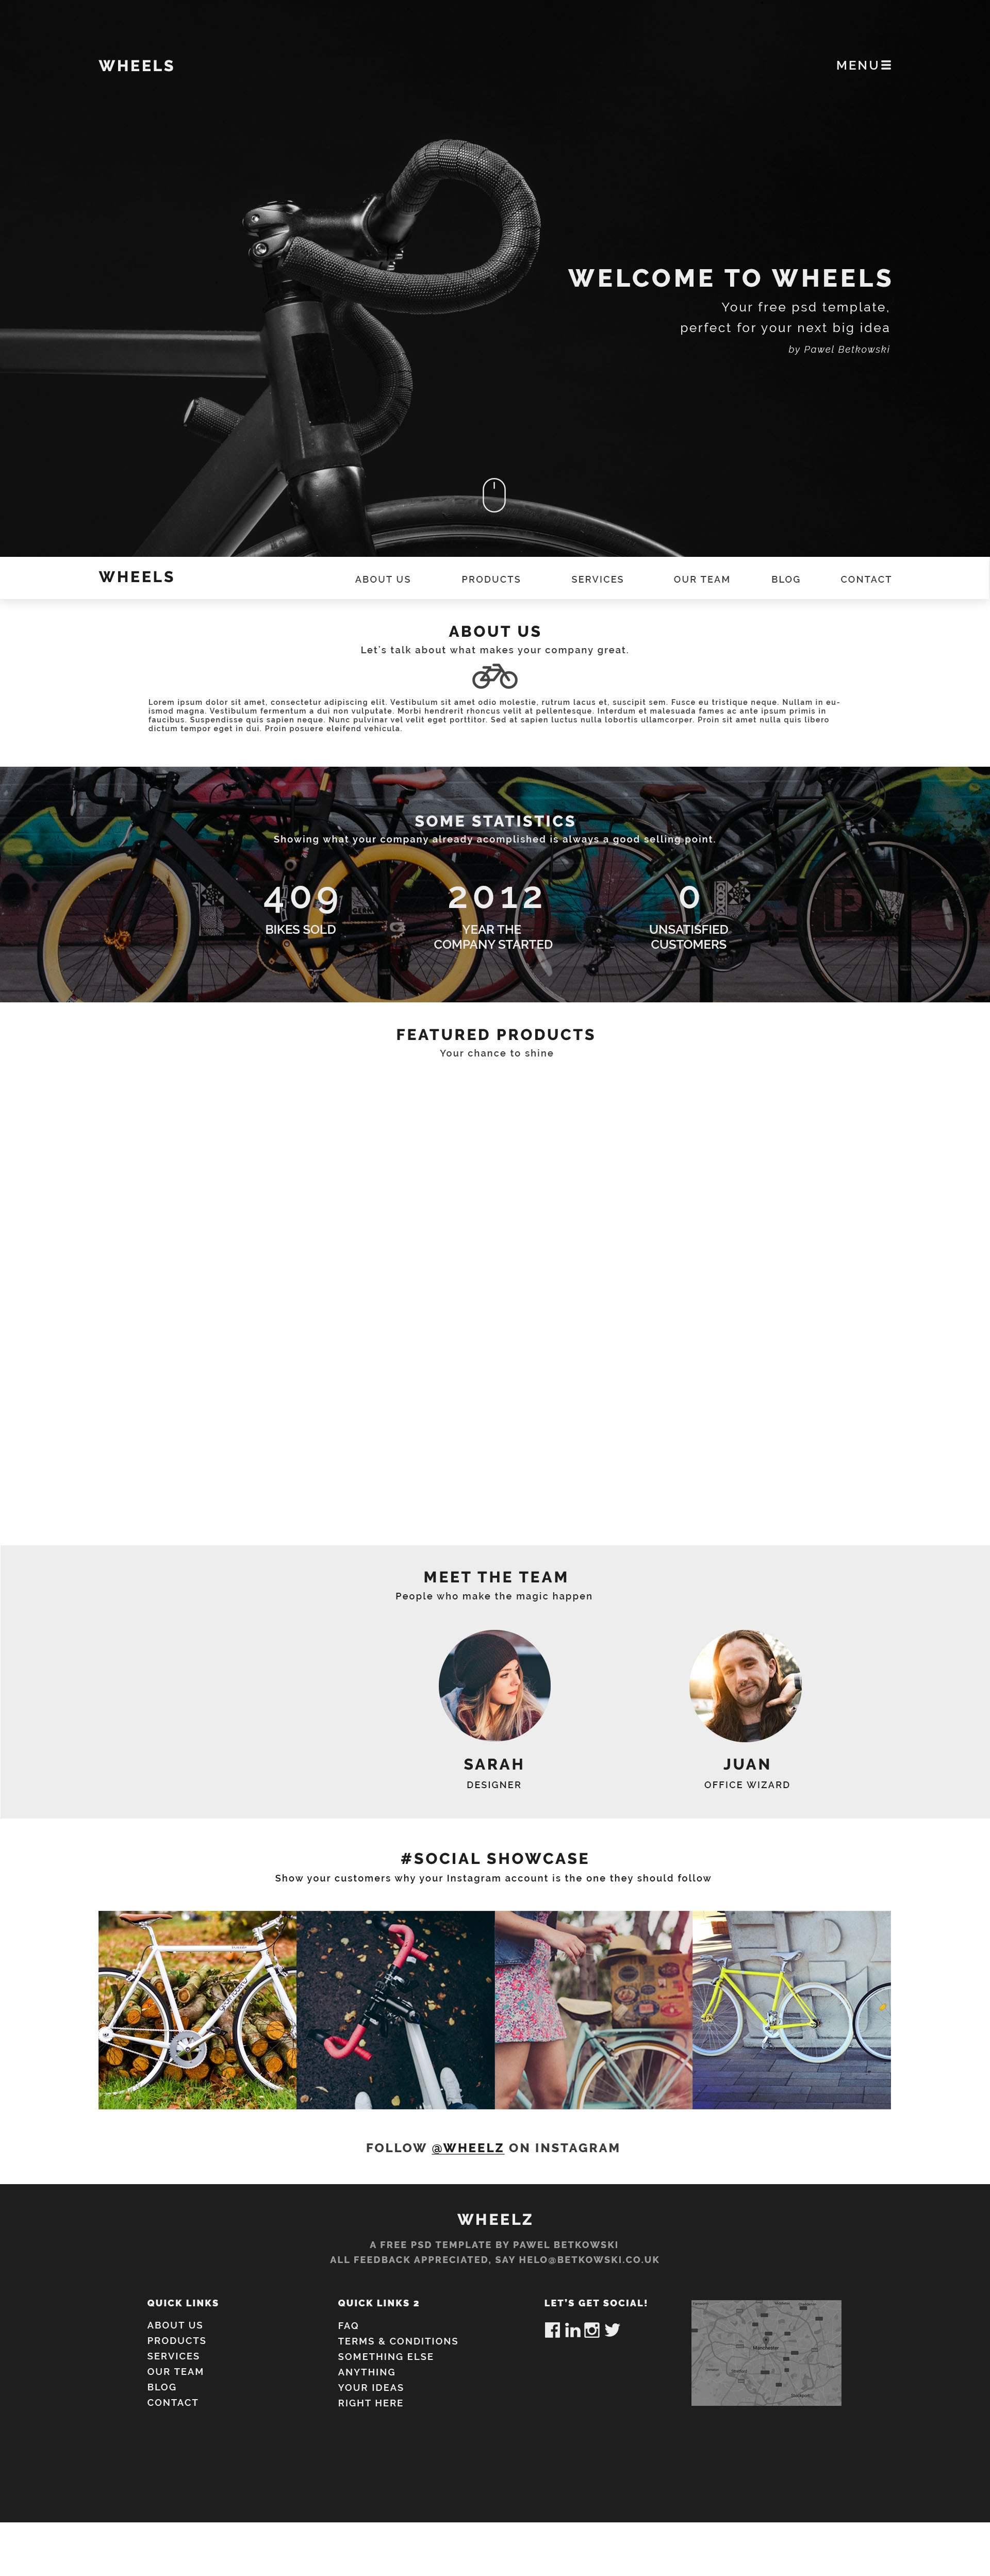 WHEELS
MENU
WELCOME TO WHEELS
Your free psd template,
perfect for your next big idea
by Pawel Betkowski
WHEELS
ABOUT US PRODUCTS SERVICES OUR TEAM BLOG CONTACT
ABOUT US
Let's talk about what makes your company great.
Lorem ipsum dolor sit amet, consectetur adipiscing elit. Vestibulum sit amet odio molestie, rutrum lacus et, suscipit sem. Fusce eu tristique neque. Nullam in eu-
ismod magna. Vestibulum fermentum a dui non vulputate. Morbi hendrerit rhoncus velit at pellentesque. Interdum et malesuada fames ac ante ipsum primis in
faucibus. Suspendisse quis sapien neque. Nunc pulvinar vel velit eget porttitor. Sed at sapien luctus nulla lobortis ullamcorper. Proin sit amet nulla quis libero
dictum tempor eget in dui. Proin posuere eleifend vehicula.
SOME STATISTICS
Showing what your company already acomplished is always a good selling point.
409
BIKES SOLD
2012
YEAR THE
COMPANY STARTED
0
UNSATISFIED
CUSTOMERS
FEATURED PRODUCTS
Your chance to shine
MEET THE TEAM
People who make the magic happen
SARAH
DESIGNER
JUAN
OFFICE WIZARD
#SOCIAL SHOWCASE
Show your customers why your Instagram account is the one they should follow
FOLLOW @WHEELZ ON INSTAGRAM
WHEELZ
A FREE PSD TEMPLATE BY PAWEL BETKOWSKI
ALL FEEDBACK APPRECIATED, SAY HELO@BETKOWSKI.CO.UK
QUICK LINKS
ABOUT US
PRODUCTS
SERVICES
OUR TEAM
BLOG
CONTACT
QUICK LINKS 2
FAQ
TERMS & CONDITIONS
SOMETHING ELSE
ANYTHING
YOUR IDEAS
RIGHT HERE
LET'S GET SOCIAL!
Manchester